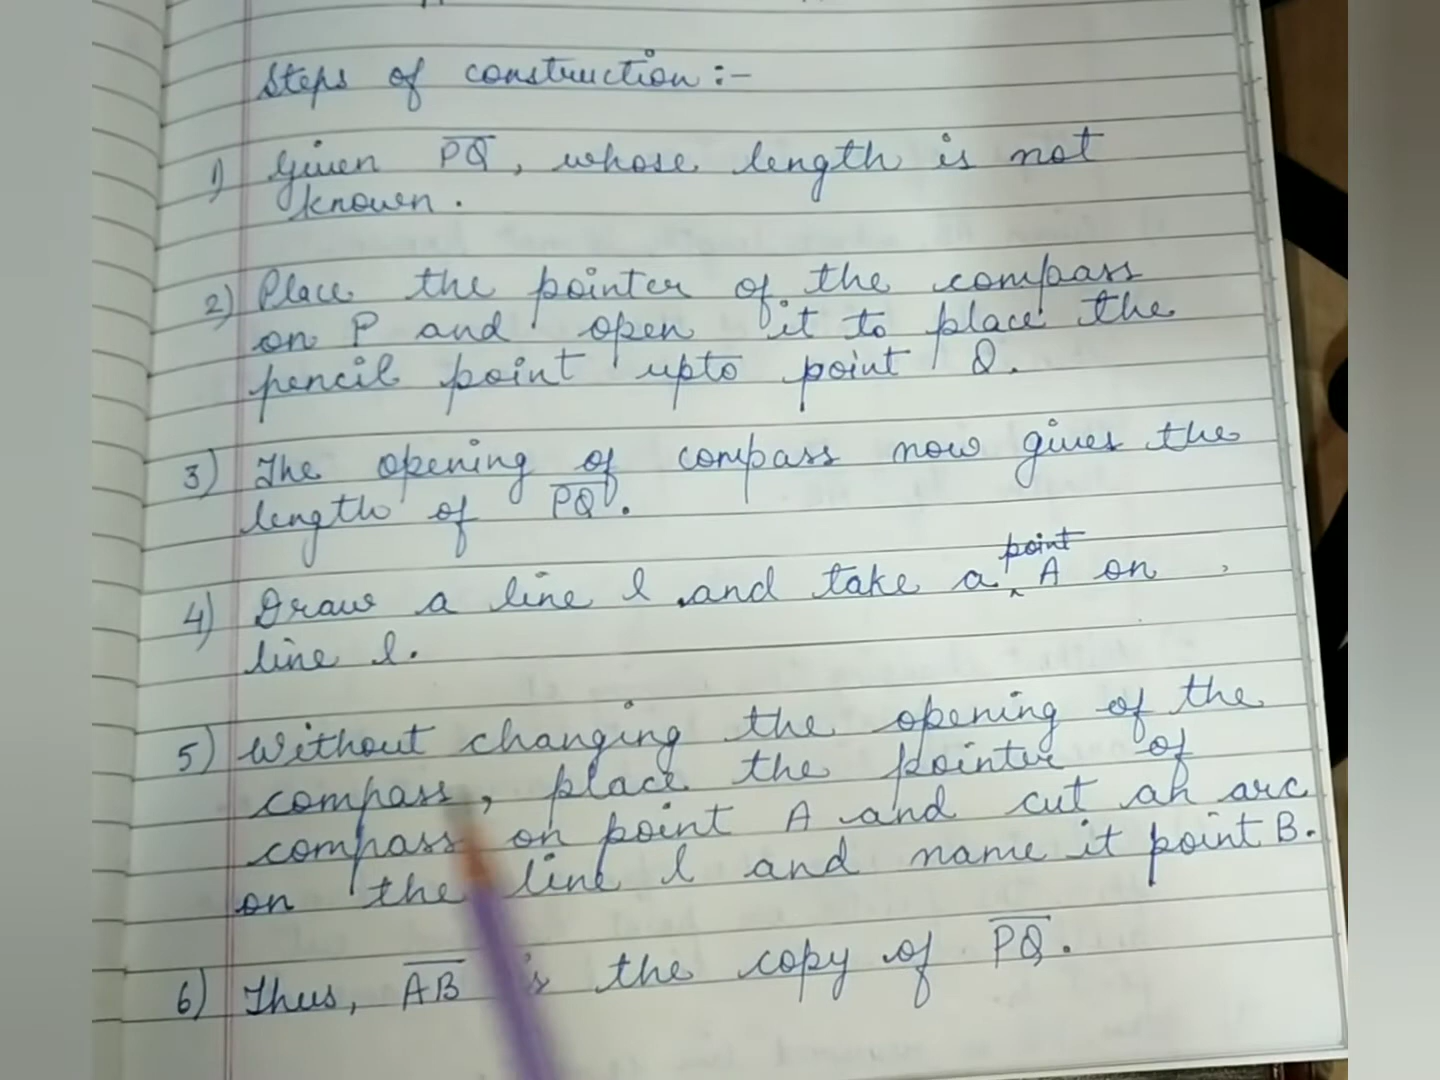 Steps of construction :-
1) Given P̅Q̅, whose length is not
known.
2) Place the pointer of the compass
on P and open it to place the
pencil point upto point Q.
3) The opening of compass now gives the
length of P̅Q̅.
4) Draw a line l and take a point A on
line l.
5) Without changing the opening of the
compass, place the pointer of
compass on point A and cut an arc
on the line l and name it point B.
6) Thus, A̅B̅ is the copy of P̅Q̅.